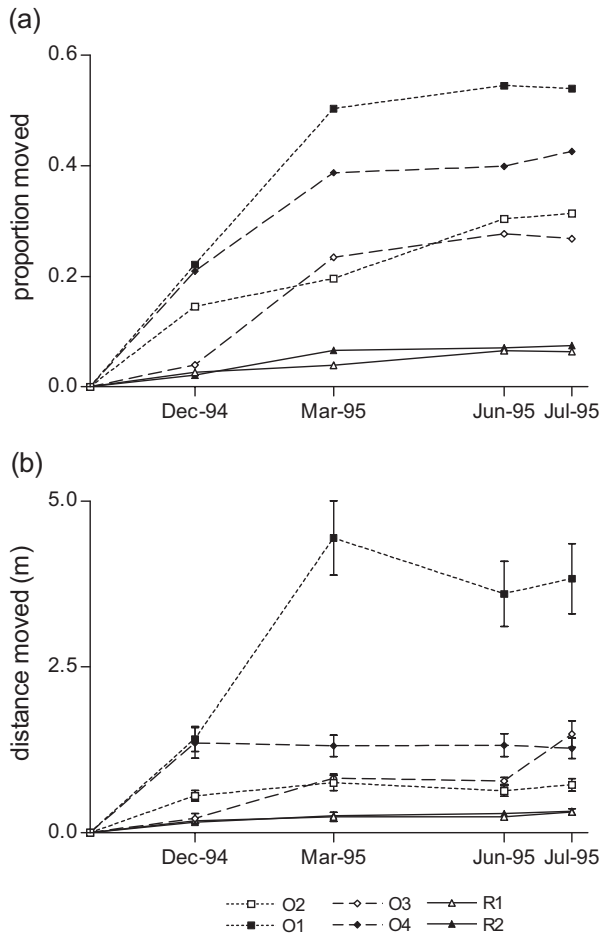 (a)
0.6
0.4
0.2
0.0
proportion moved
Dec-94 Mar-95 Jun-95 Jul-95
(b)
5.0
2.5
0.0
distance moved (m)
Dec-94 Mar-95 Jun-95 Jul-95
O2 O3 R1
O1 O4 R2